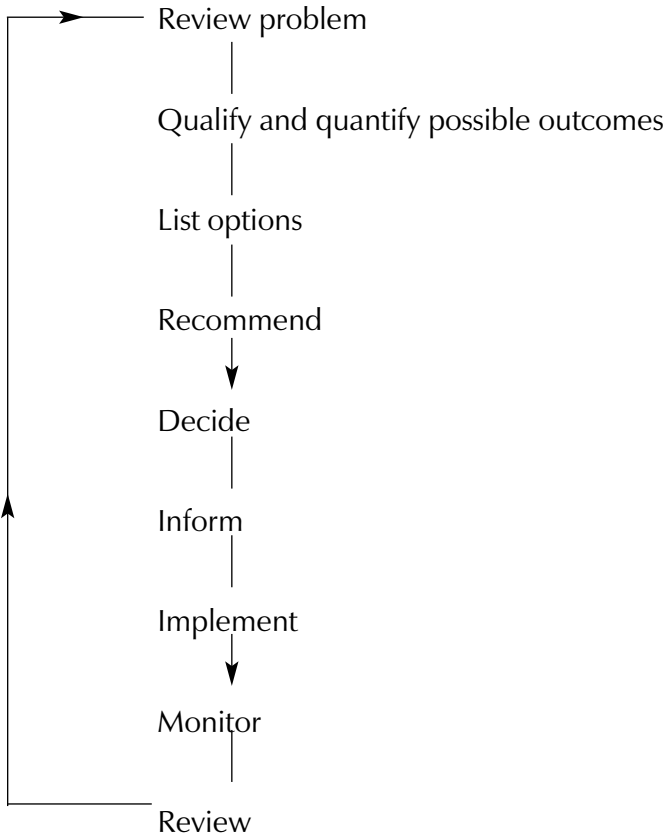 Review problem
Qualify and quantify possible outcomes
List options
Recommend
Decide
Inform
Implement
Monitor
Review